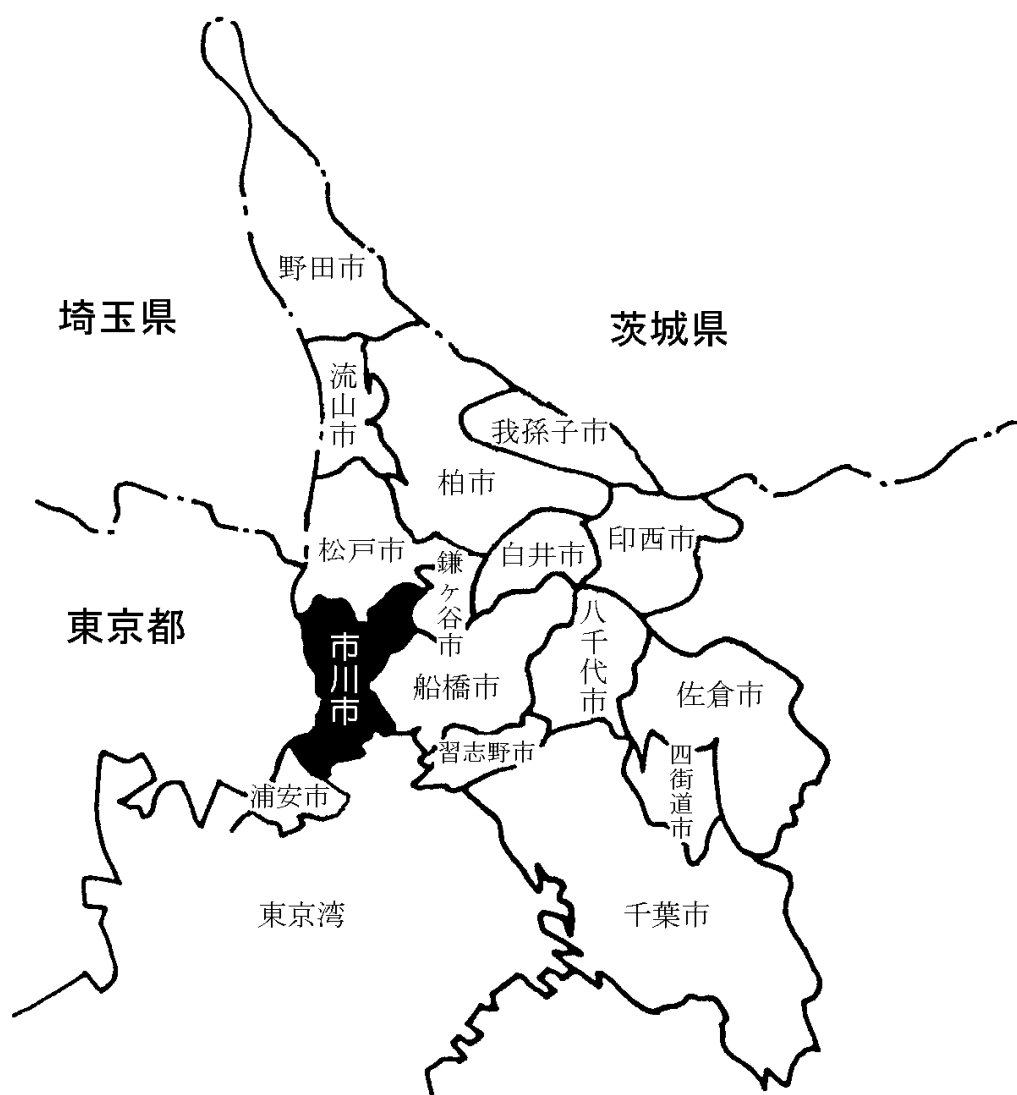 野田市
埼玉県
茨城県
流山市
我孫子市
柏市
松戸市
鎌ヶ谷市
白井市
印西市
東京都
市川市
船橋市
八千代市
佐倉市
習志野市
四街道市
浦安市
東京湾
千葉市